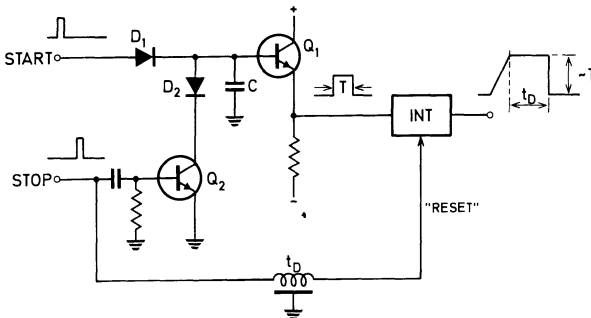 +
D1
Q1
START
D2
C
T
INT
tD
~T
STOP
Q2
"RESET"
-
tD